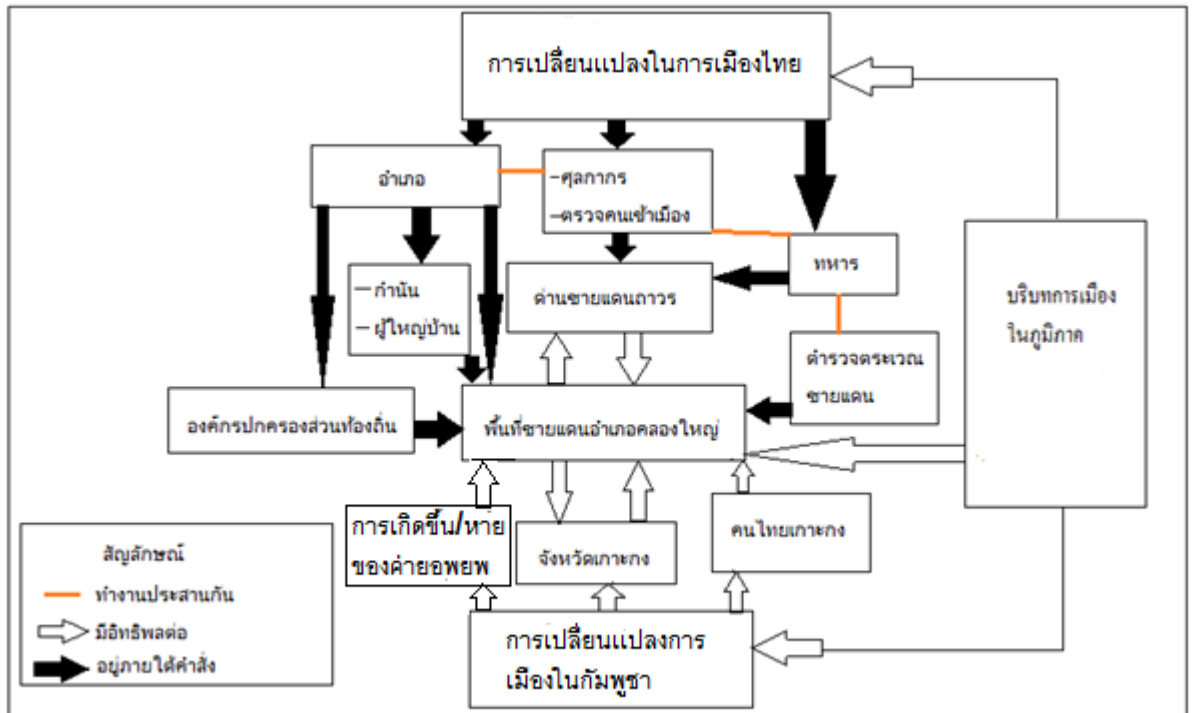 การเปลี่ยนแปลงในการเมืองไทย
อำเภอ
–ศุลกากร
–ตรวจคนเข้าเมือง
ทหาร
บริบทการเมือง
ในภูมิภาค
– กำนัน
– ผู้ใหญ่บ้าน
ด่านชายแดนถาวร
ตำรวจตระเวณ
ชายแดน
องค์กรปกครองส่วนท้องถิ่น
พื้นที่ชายแดนอำเภอคลองใหญ่
การเกิดขึ้น/หาย
ของค่ายอพยพ
จังหวัดเกาะกง
คนไทยเกาะกง
การเปลี่ยนแปลงการ
เมืองในกัมพูชา
สัญลักษณ์
ทำงานประสานกัน
มีอิทธิพลต่อ
อยู่ภายใต้คำสั่ง